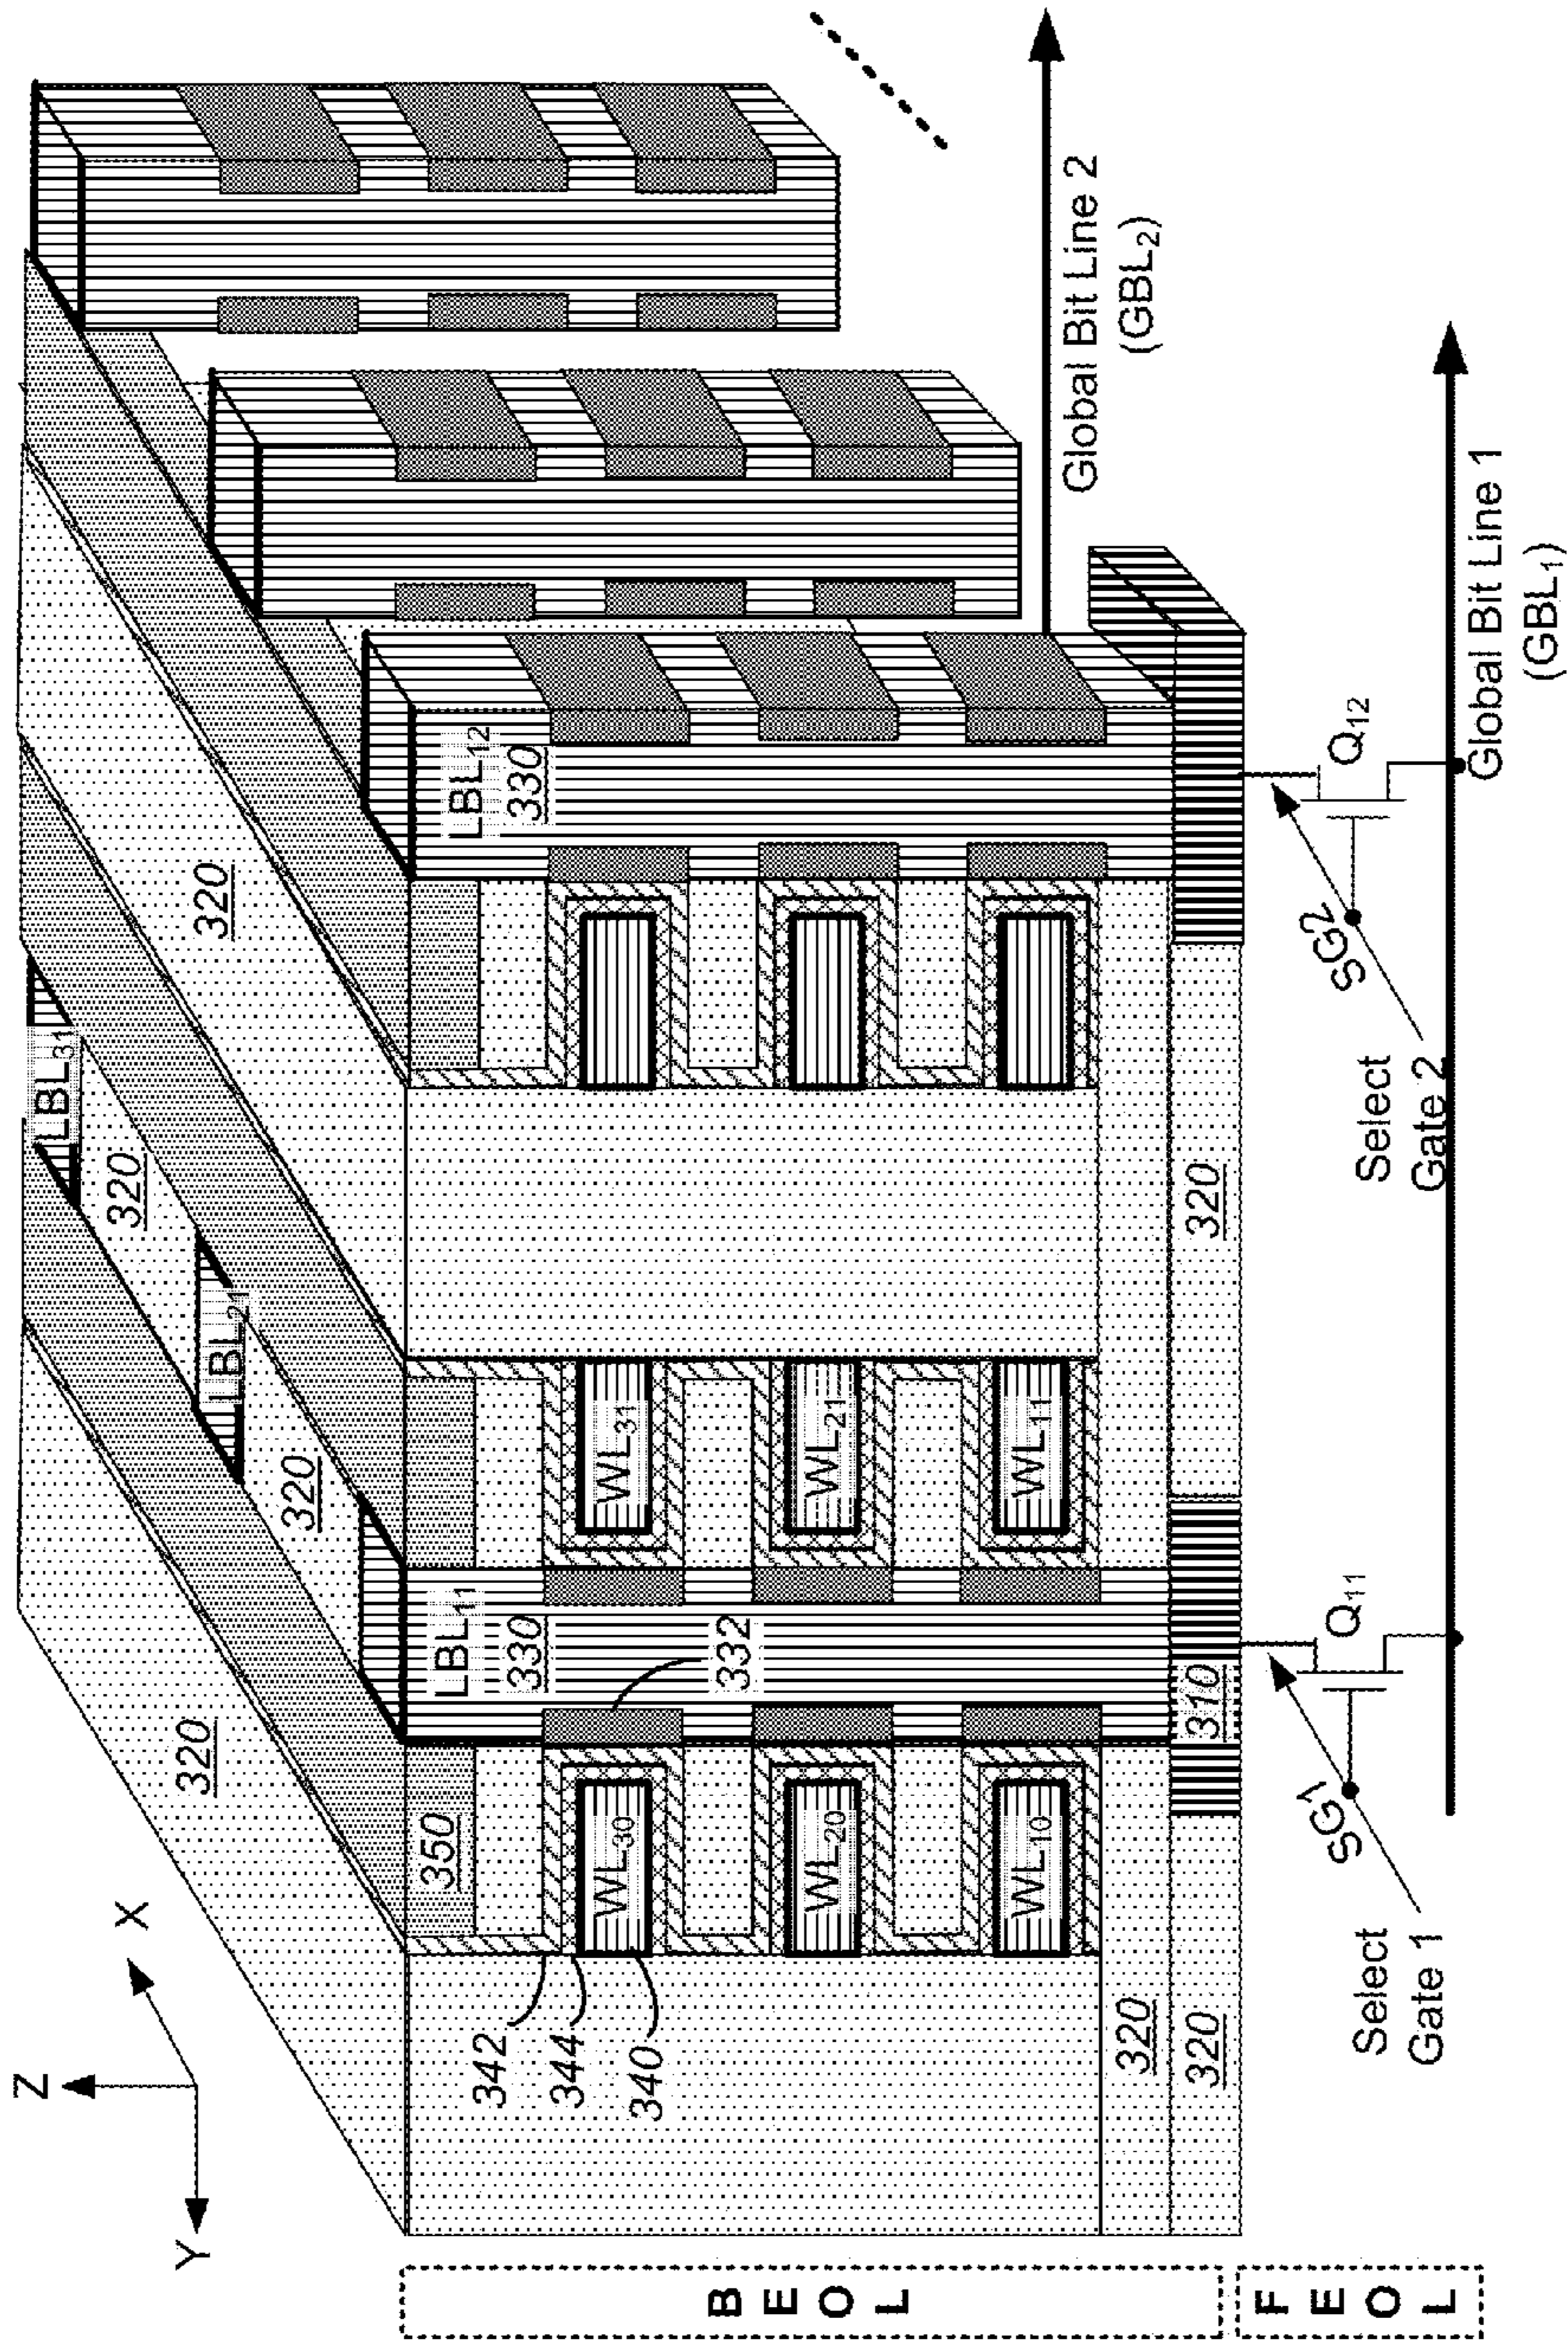 Z
X
Y
320
320
320
320
LBL₃₁
LBL₂₁
LBL₁₁
330
332
LBL₁₂
330
350
342
344
340
WL₃₀
WL₂₀
WL₁₀
WL₃₁
WL₂₁
WL₁₁
320
320
310
320
B
E
O
L
F
E
O
L
SG1
Q₁₁
Select
Gate 1
SG2
Q₁₂
Select
Gate 2
Global Bit Line 2
(GBL₂)
Global Bit Line 1
(GBL₁)